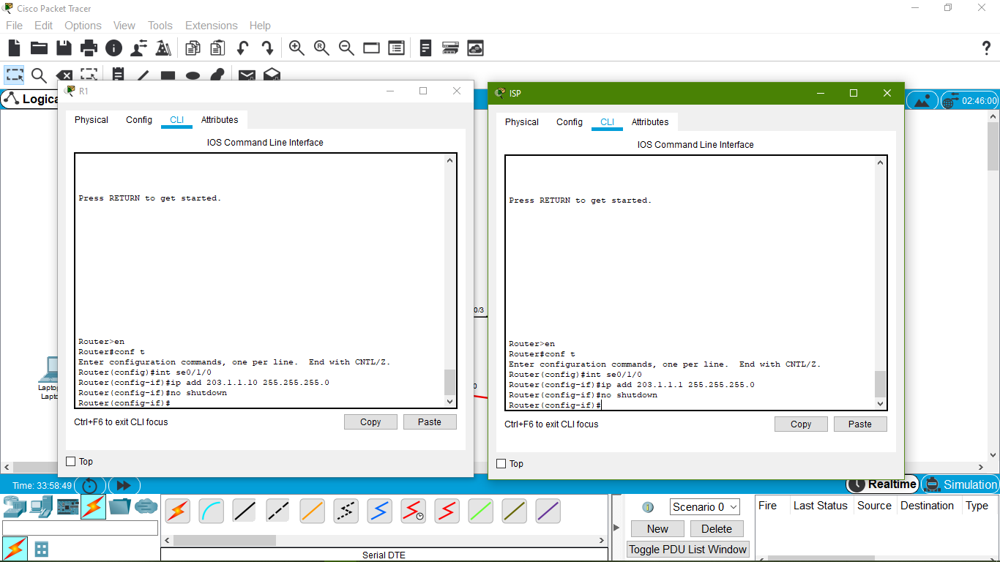 Cisco Packet Tracer
File Edit Options View Tools Extensions Help
R
?
Logica
02:46:00
R1
Physical Config CLI Attributes
IOS Command Line Interface
Press RETURN to get started.
Router>en
Router#conf t
Enter configuration commands, one per line. End with CNTL/Z.
Router(config)#int se0/1/0
Router(config-if)#ip add 203.1.1.10 255.255.255.0
Router(config-if)#no shutdown
Router(config-if)#
Ctrl+F6 to exit CLI focus
Copy Paste
Top
ISP
Physical Config CLI Attributes
IOS Command Line Interface
Press RETURN to get started.
Router>en
Router#conf t
Enter configuration commands, one per line. End with CNTL/Z.
Router(config)#int se0/1/0
Router(config-if)#ip add 203.1.1.1 255.255.255.0
Router(config-if)#no shutdown
Router(config-if)#
Ctrl+F6 to exit CLI focus
Copy Paste
Top
0/3
0
Laptop
Lapto
Time: 33:58:49
Realtime Simulation
Scenario 0
New Delete
Toggle PDU List Window
Fire Last Status Source Destination Type
Serial DTE